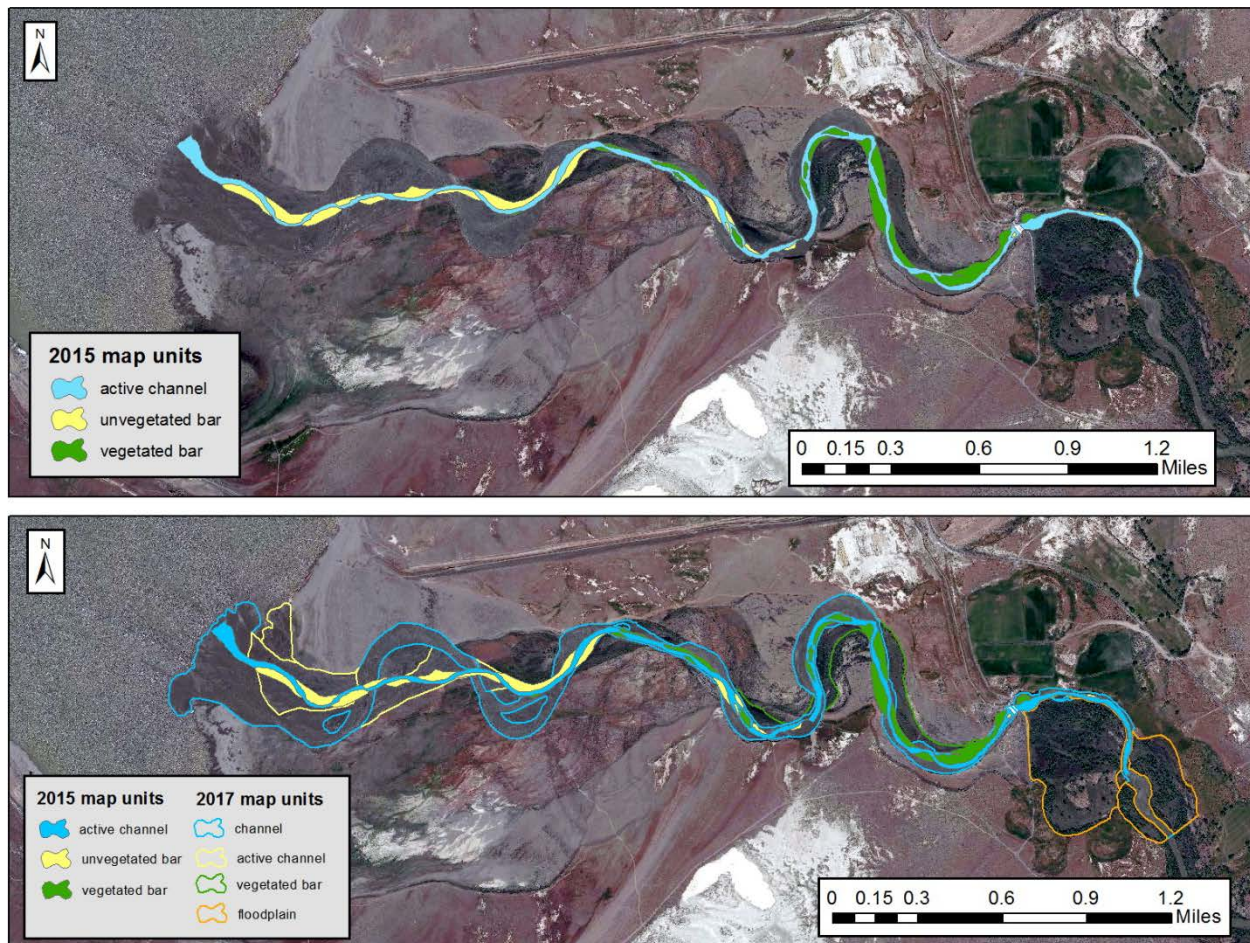 N
2015 map units
active channel
unvegetated bar
vegetated bar
0 0.15 0.3 0.6 0.9 1.2
Miles
N
2015 map units 2017 map units
active channel channel
unvegetated bar active channel
vegetated bar vegetated bar
floodplain
0 0.15 0.3 0.6 0.9 1.2
Miles